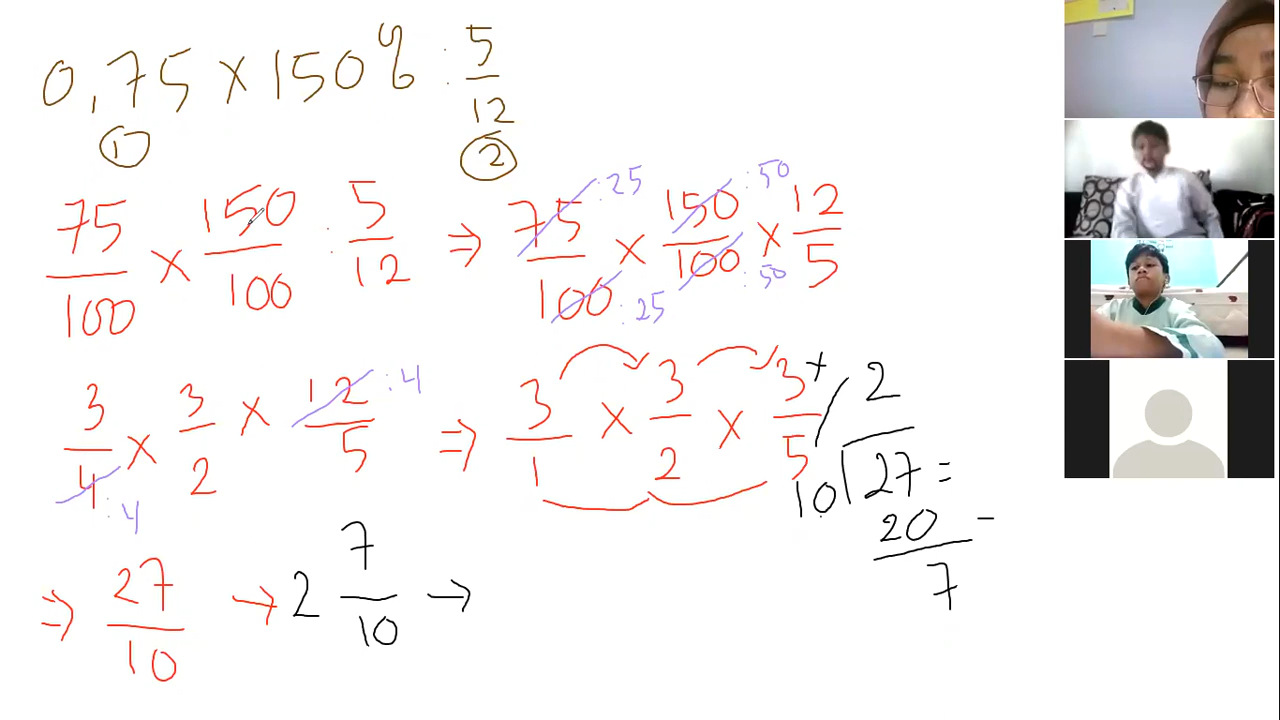 0,75 x 150% : 5/12
① ②
75/100 x 150/100 : 5/12 ⇒ 75/100 x 150/100 x 12/5
:25 :50
:25 :50
3/4 x 3/2 x 12/5 ⇒ 3/1 x 3/2 x 3/5 +
:4
:4
2
10 27 =
20 -
7
⇒ 27/10 → 2 7/10 →